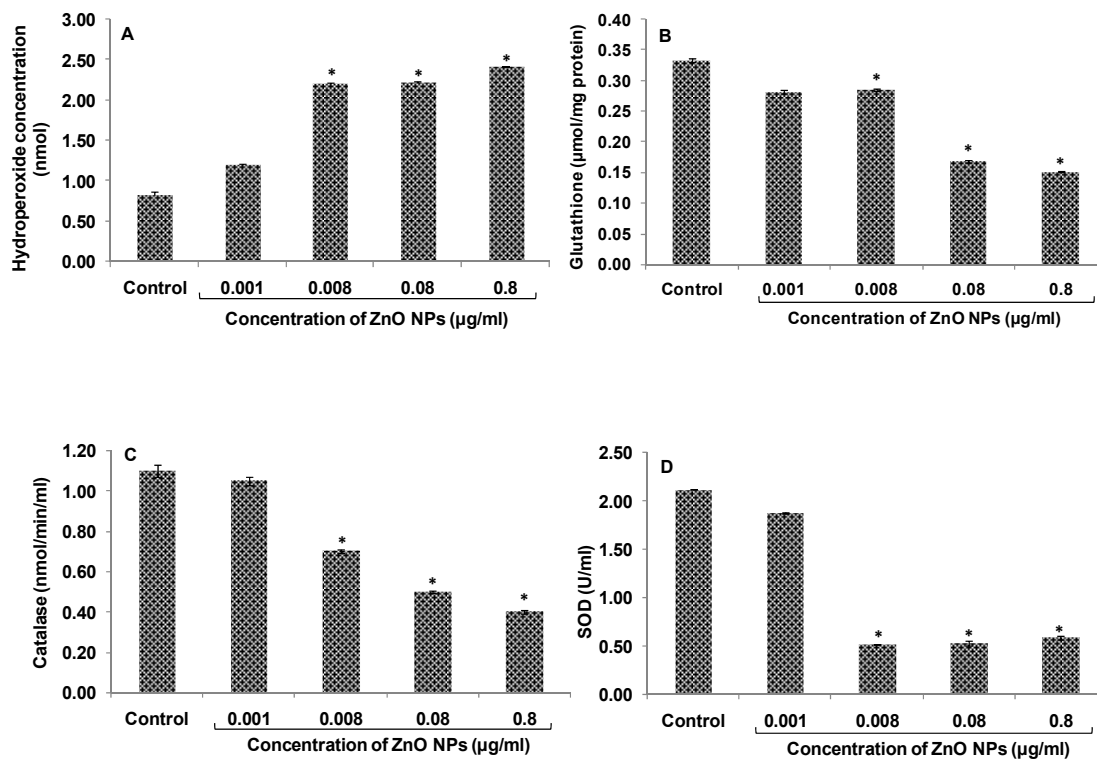 A
Hydroperoxide concentration
(nmol)
3.00
2.50
2.00
1.50
1.00
0.50
0.00
* * *
Control 0.001 0.008 0.08 0.8
Concentration of ZnO NPs (µg/ml)
B
Glutathione (µmol/mg protein)
0.40
0.35
0.30
0.25
0.20
0.15
0.10
0.05
0.00
* * *
Control 0.001 0.008 0.08 0.8
Concentration of ZnO NPs (µg/ml)
C
Catalase (nmol/min/ml)
1.20
1.00
0.80
0.60
0.40
0.20
0.00
* * *
Control 0.001 0.008 0.08 0.8
Concentration of ZnO NPs (µg/ml)
D
SOD (U/ml)
2.50
2.00
1.50
1.00
0.50
0.00
* * *
Control 0.001 0.008 0.08 0.8
Concentration of ZnO NPs (µg/ml)